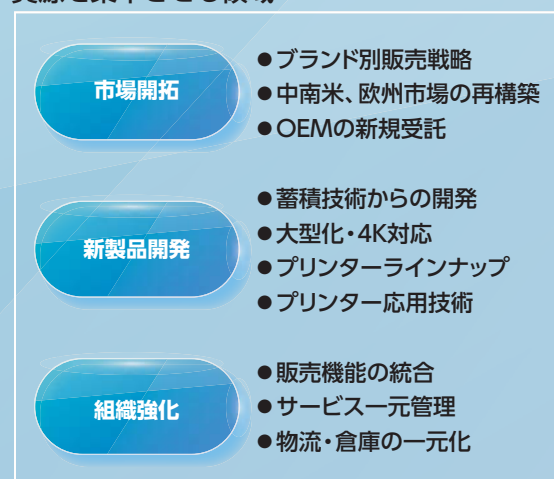 市場開拓
●ブランド別販売戦略
●中南米、欧州市場の再構築
●OEMの新規受託
新製品開発
●蓄積技術からの開発
●大型化・4K対応
●プリンターラインナップ
●プリンター応用技術
組織強化
●販売機能の統合
●サービス一元管理
●物流・倉庫の一元化